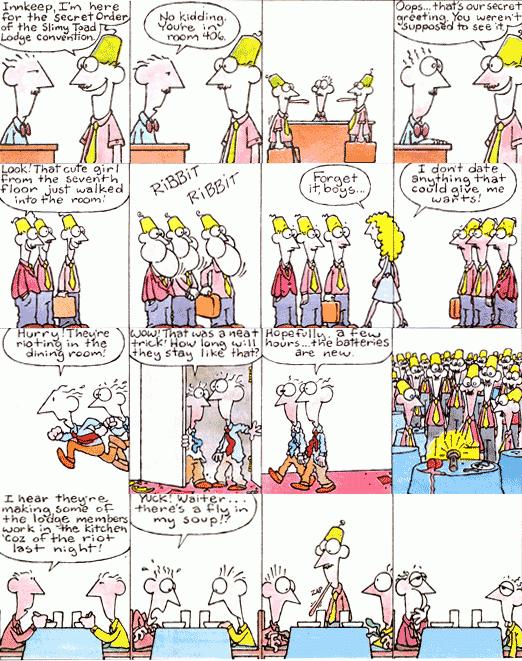 Innkeep, I'm here
for the Secret Order
of the Slimy Toad
Lodge convention.
No kidding.
You're in
room 406.
Oops... that's our secret
greeting. You weren't
supposed to see it.
Look! That cute girl
from the seventh
floor just walked
into the room!
RiBBiT
RiBBiT
Forget
it, boys...
I don't date
anything that
could give me
warts!
Hurry! They're
rioting in the
dining room!
Wow! That was a neat
trick! How long will
they stay like that?
Hopefully, a few
hours... the batteries
are new.
I hear they're
making some of
the lodge members
work in the kitchen
'coz of the riot
last night!
Yuck! Waiter...
there's a fly in
my soup!?
ZAP